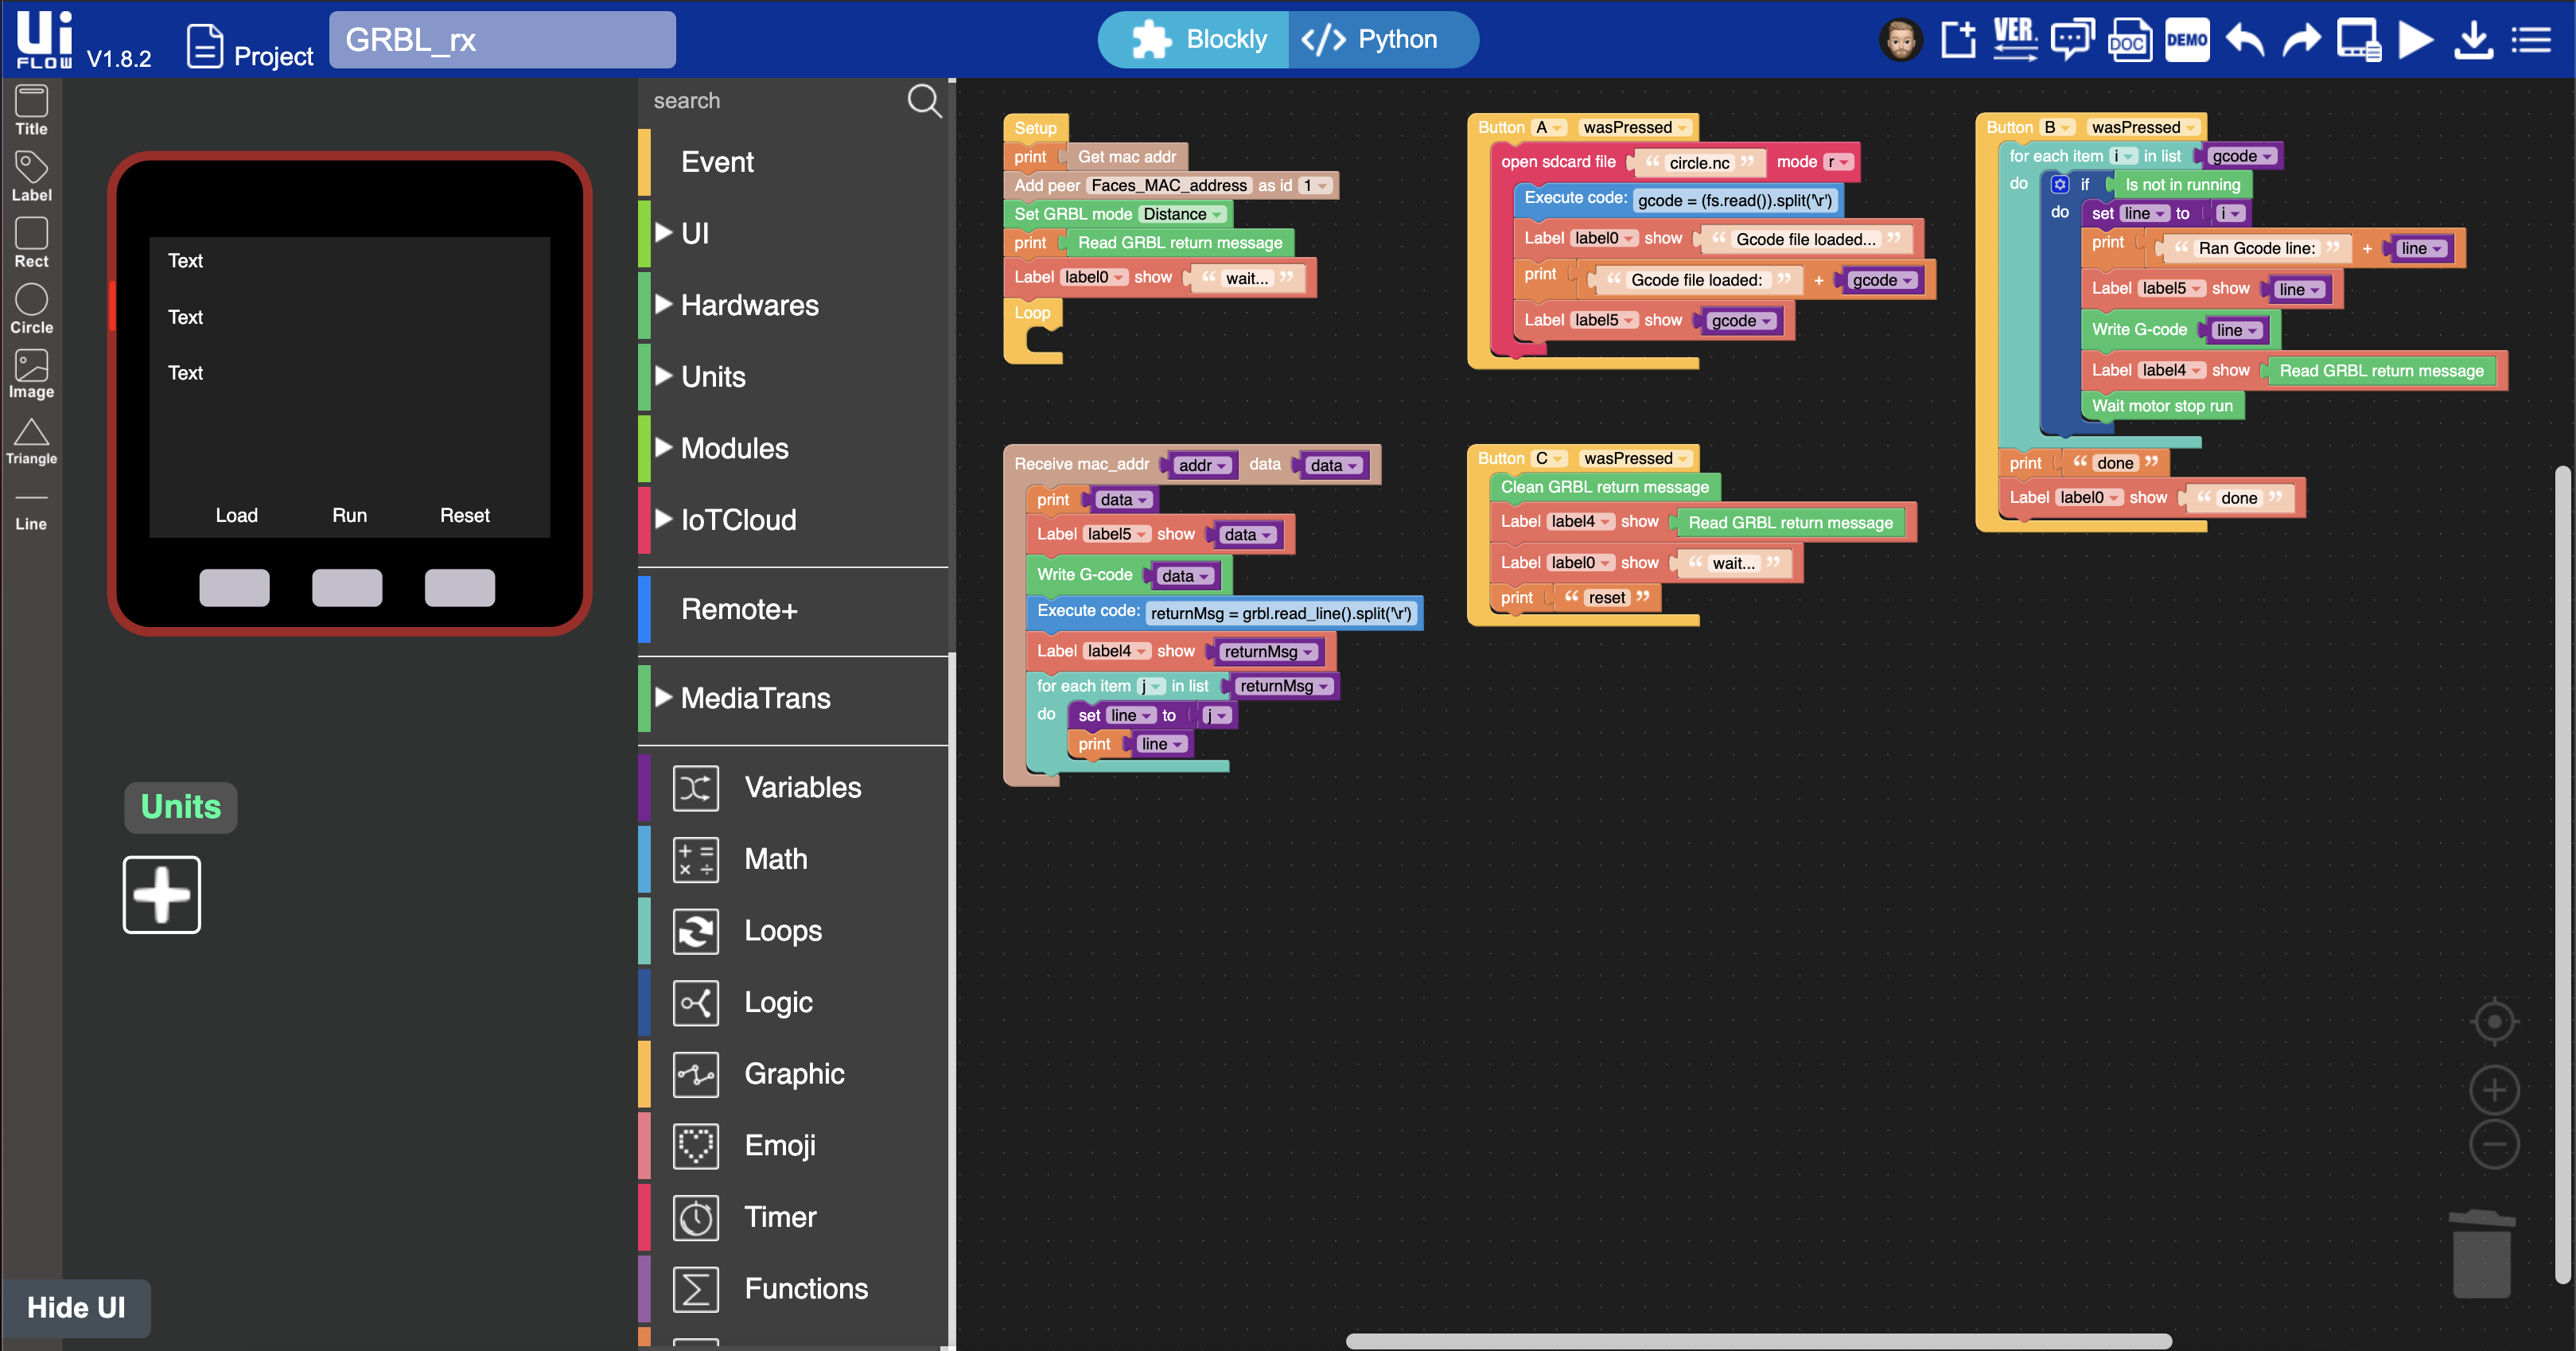 Ui
FLOW
V1.8.2
Project
GRBL_rx
Blockly
</> Python
VER.
DOC
DEMO
Title
Label
Rect
Circle
Image
Triangle
Line
Text
Text
Text
Load Run Reset
Units
Hide UI
search
Event
UI
Hardwares
Units
Modules
IoTCloud
Remote+
MediaTrans
Variables
Math
Loops
Logic
Graphic
Emoji
Timer
Functions
Setup
print Get mac addr
Add peer Faces_MAC_address as id 1
Set GRBL mode Distance
print Read GRBL return message
Label label0 show “ wait... ”
Loop
Button A wasPressed
open sdcard file “ circle.nc ” mode r
Execute code: gcode = (fs.read()).split('\r')
Label label0 show “ Gcode file loaded... ”
print “ Gcode file loaded: ” + gcode
Label label5 show gcode
Button B wasPressed
for each item i in list gcode
do if Is not in running
do set line to i
print “ Ran Gcode line: ” + line
Label label5 show line
Write G-code line
Label label4 show Read GRBL return message
Wait motor stop run
print “ done ”
Label label0 show “ done ”
Receive mac_addr addr data data
print data
Label label5 show data
Write G-code data
Execute code: returnMsg = grbl.read_line().split('\r')
Label label4 show returnMsg
for each item j in list returnMsg
do set line to j
print line
Button C wasPressed
Clean GRBL return message
Label label4 show Read GRBL return message
Label label0 show “ wait... ”
print “ reset ”